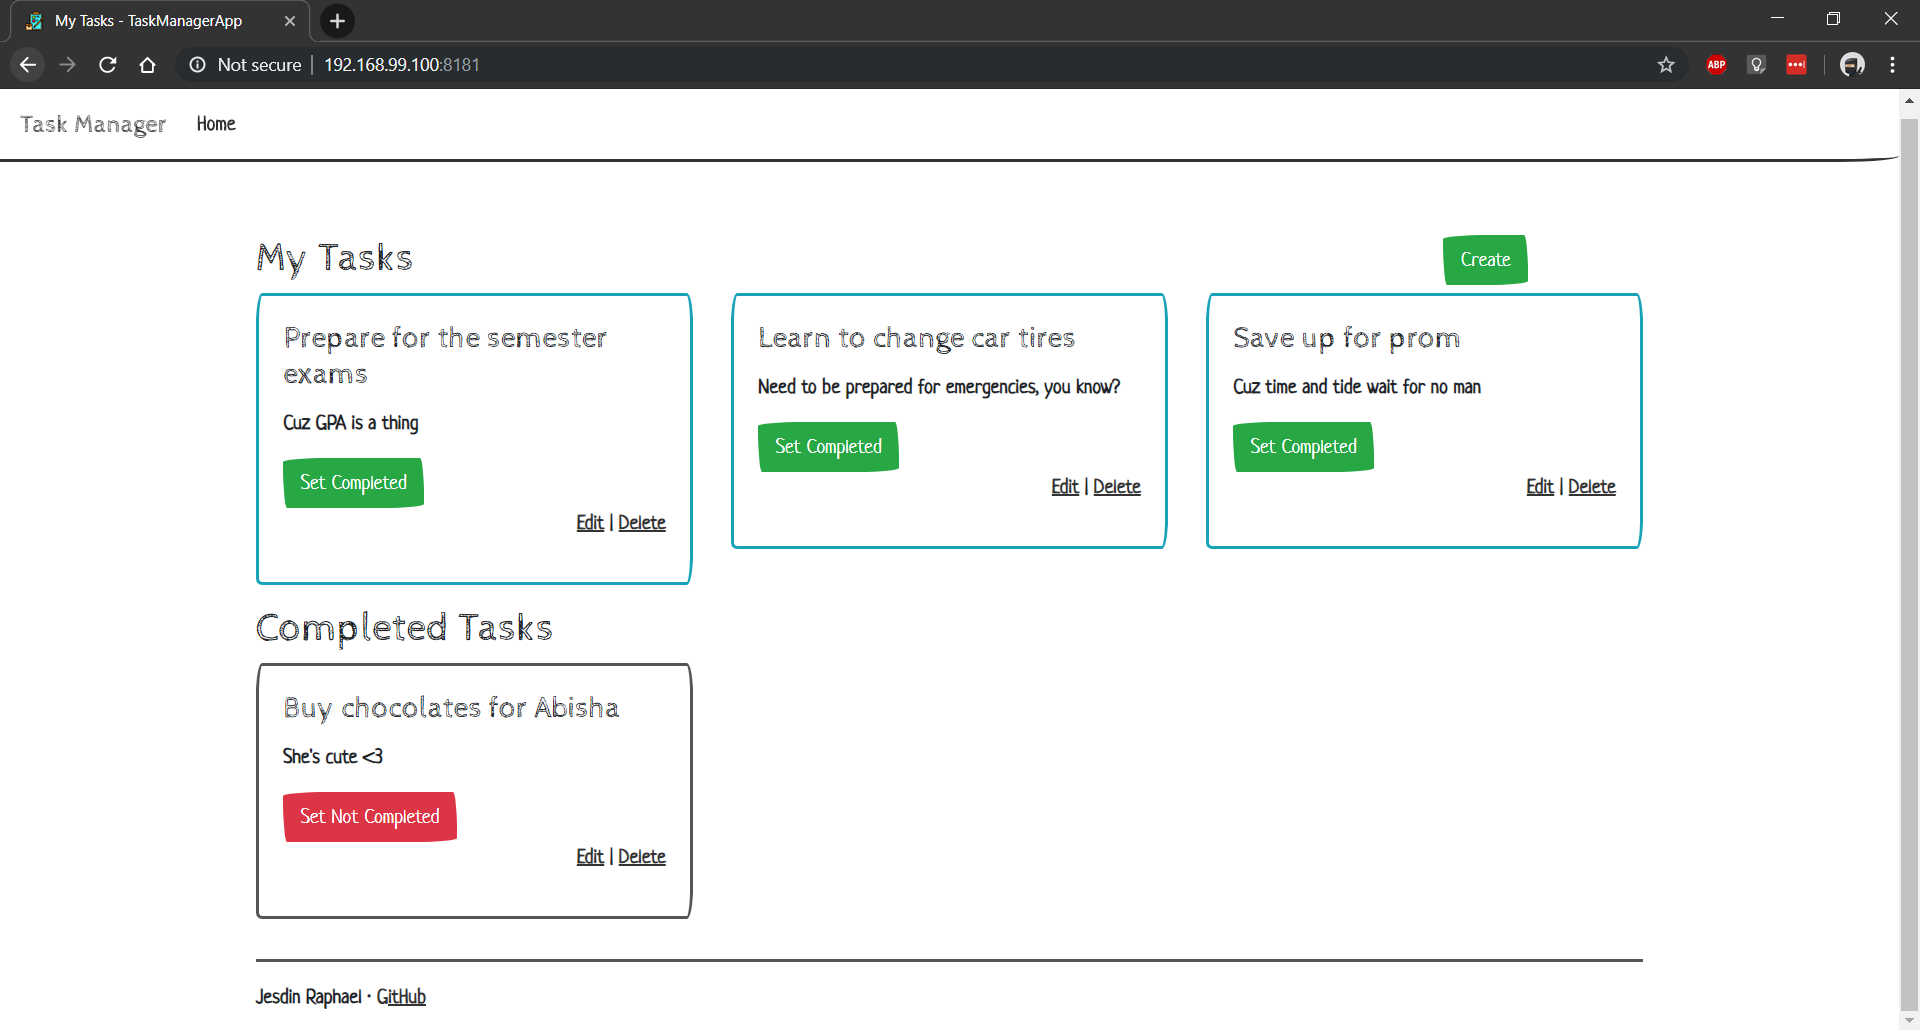 My Tasks - TaskManagerApp
Not secure | 192.168.99.100:8181
ABP
Task Manager Home
My Tasks
Create
Prepare for the semester
exams
Cuz GPA is a thing
Set Completed
Edit | Delete
Learn to change car tires
Need to be prepared for emergencies, you know?
Set Completed
Edit | Delete
Save up for prom
Cuz time and tide wait for no man
Set Completed
Edit | Delete
Completed Tasks
Buy chocolates for Abisha
She's cute <3
Set Not Completed
Edit | Delete
Jesdin Raphael · GitHub